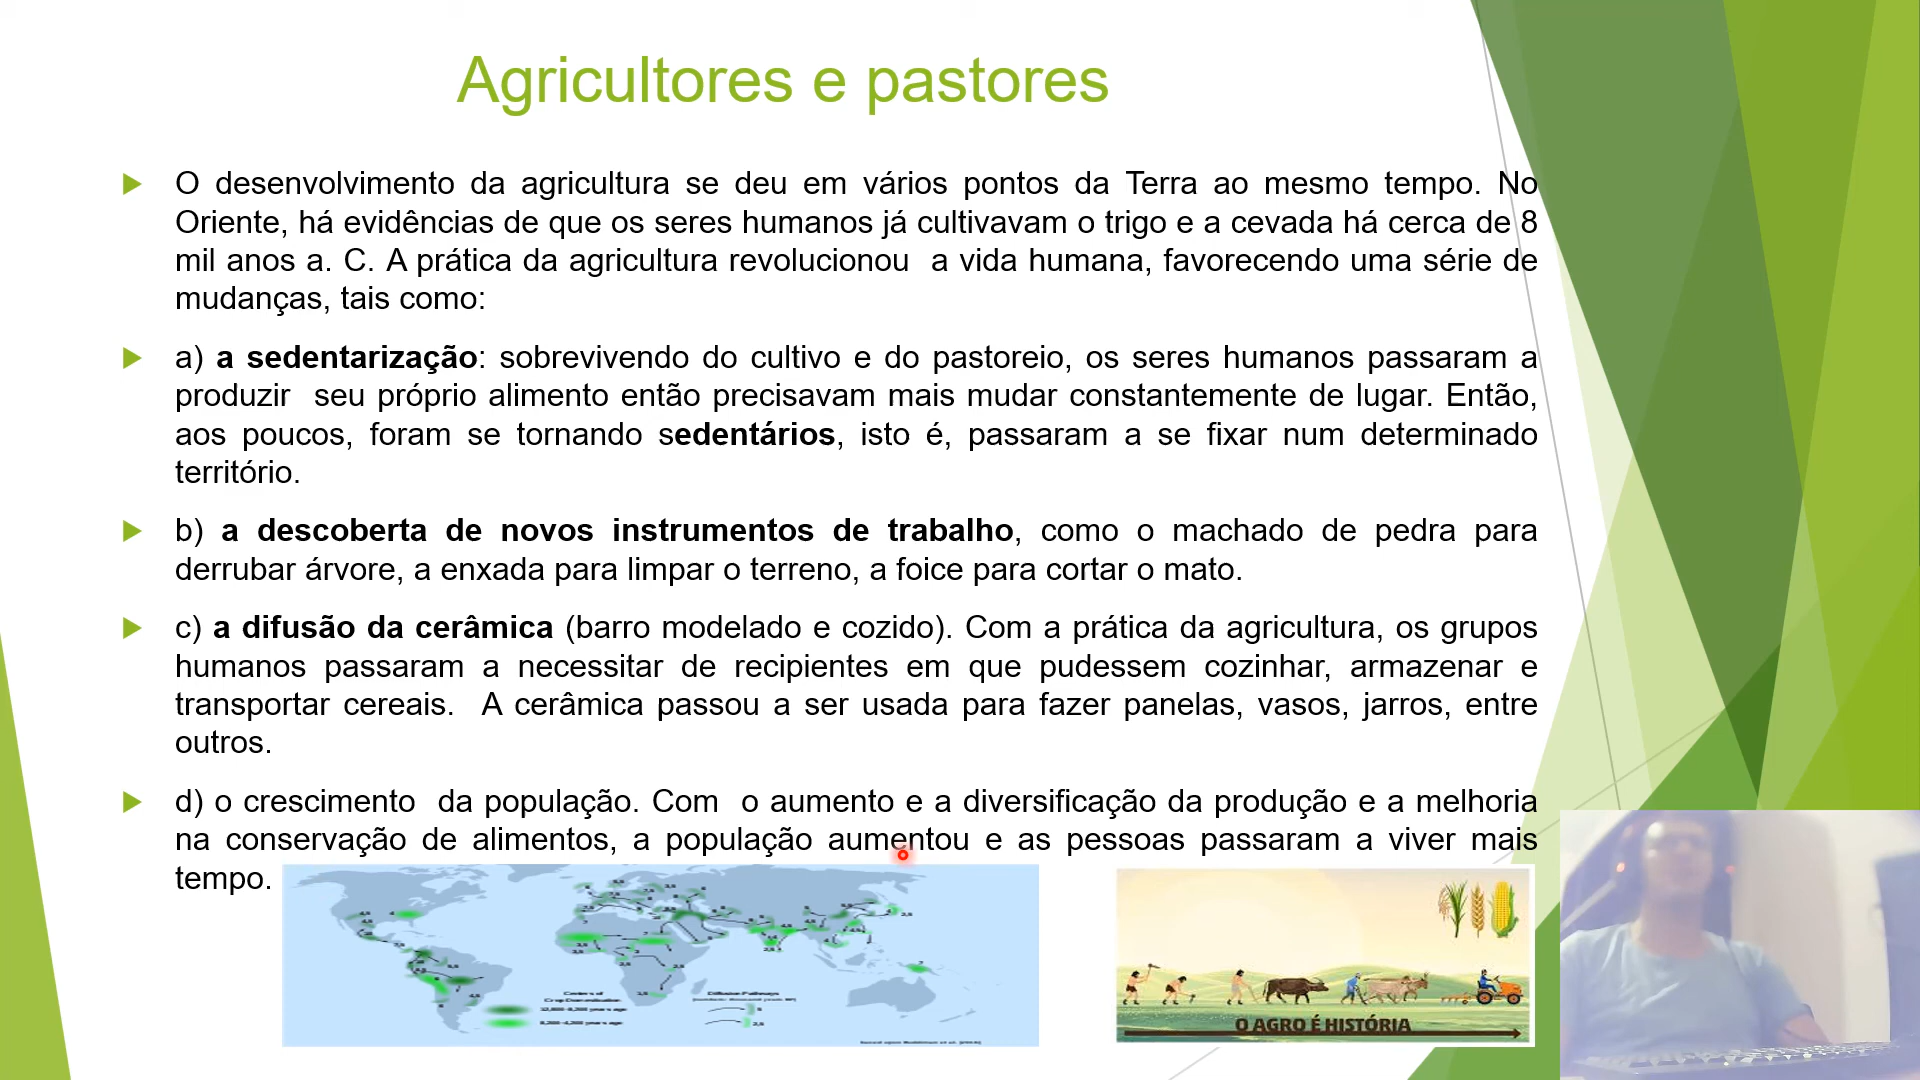 Agricultores e pastores
O desenvolvimento da agricultura se deu em vários pontos da Terra ao mesmo tempo. No
Oriente, há evidências de que os seres humanos já cultivavam o trigo e a cevada há cerca de 8
mil anos a. C. A prática da agricultura revolucionou a vida humana, favorecendo uma série de
mudanças, tais como:
a) a sedentarização: sobrevivendo do cultivo e do pastoreio, os seres humanos passaram a
produzir seu próprio alimento então precisavam mais mudar constantemente de lugar. Então,
aos poucos, foram se tornando sedentários, isto é, passaram a se fixar num determinado
território.
b) a descoberta de novos instrumentos de trabalho, como o machado de pedra para
derrubar árvore, a enxada para limpar o terreno, a foice para cortar o mato.
c) a difusão da cerâmica (barro modelado e cozido). Com a prática da agricultura, os grupos
humanos passaram a necessitar de recipientes em que pudessem cozinhar, armazenar e
transportar cereais. A cerâmica passou a ser usada para fazer panelas, vasos, jarros, entre
outros.
d) o crescimento da população. Com o aumento e a diversificação da produção e a melhoria
na conservação de alimentos, a população aumentou e as pessoas passaram a viver mais
tempo.
Centers of
Crop Domestication
Diffusion Pathways
O AGRO É HISTÓRIA